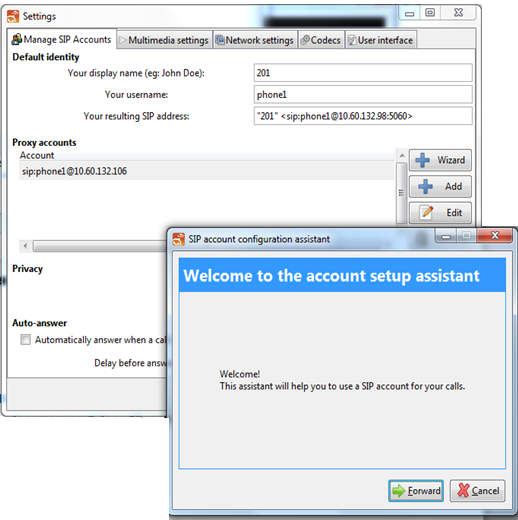 Settings
Manage SIP Accounts
Multimedia settings
Network settings
Codecs
User interface
Default identity
Your display name (eg: John Doe):
201
Your username:
phone1
Your resulting SIP address:
"201" <sip:phone1@10.60.132.98:5060>
Proxy accounts
Account
sip:phone1@10.60.132.106
Wizard
Add
Edit
Privacy
Auto-answer
Automatically answer when a cal
Delay before answ
SIP account configuration assistant
Welcome to the account setup assistant
Welcome!
This assistant will help you to use a SIP account for your calls.
Forward
Cancel